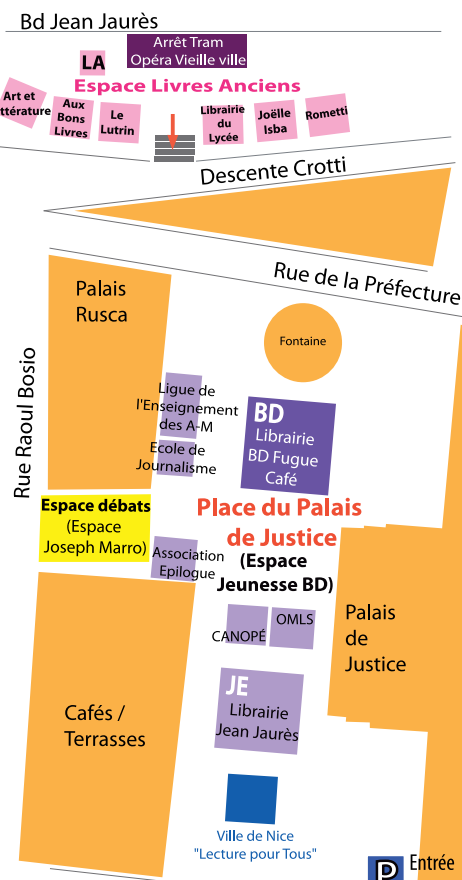 Bd Jean Jaurès
Arrêt Tram
Opéra Vieille ville
LA
Espace Livres Anciens
Art et
ttérature
Aux
Bons
Livres
Le
Lutrin
Librairie
du
Lycée
Joëlle
Isba
Rometti
Descente Crotti
Rue de la Préfecture
Palais
Rusca
Fontaine
Rue Raoul Bosio
Ligue de
l'Enseignement
des A-M
Ecole de
Journalisme
BD
Librairie
BD Fugue
Café
Espace débats
(Espace
Joseph Marro)
Place du Palais
de Justice
(Espace
Jeunesse BD)
Association
Epilogue
CANOPÉ
OMLS
Palais
de
Justice
JE
Librairie
Jean Jaurès
Cafés /
Terrasses
Ville de Nice
"Lecture pour Tous"
P
Entrée